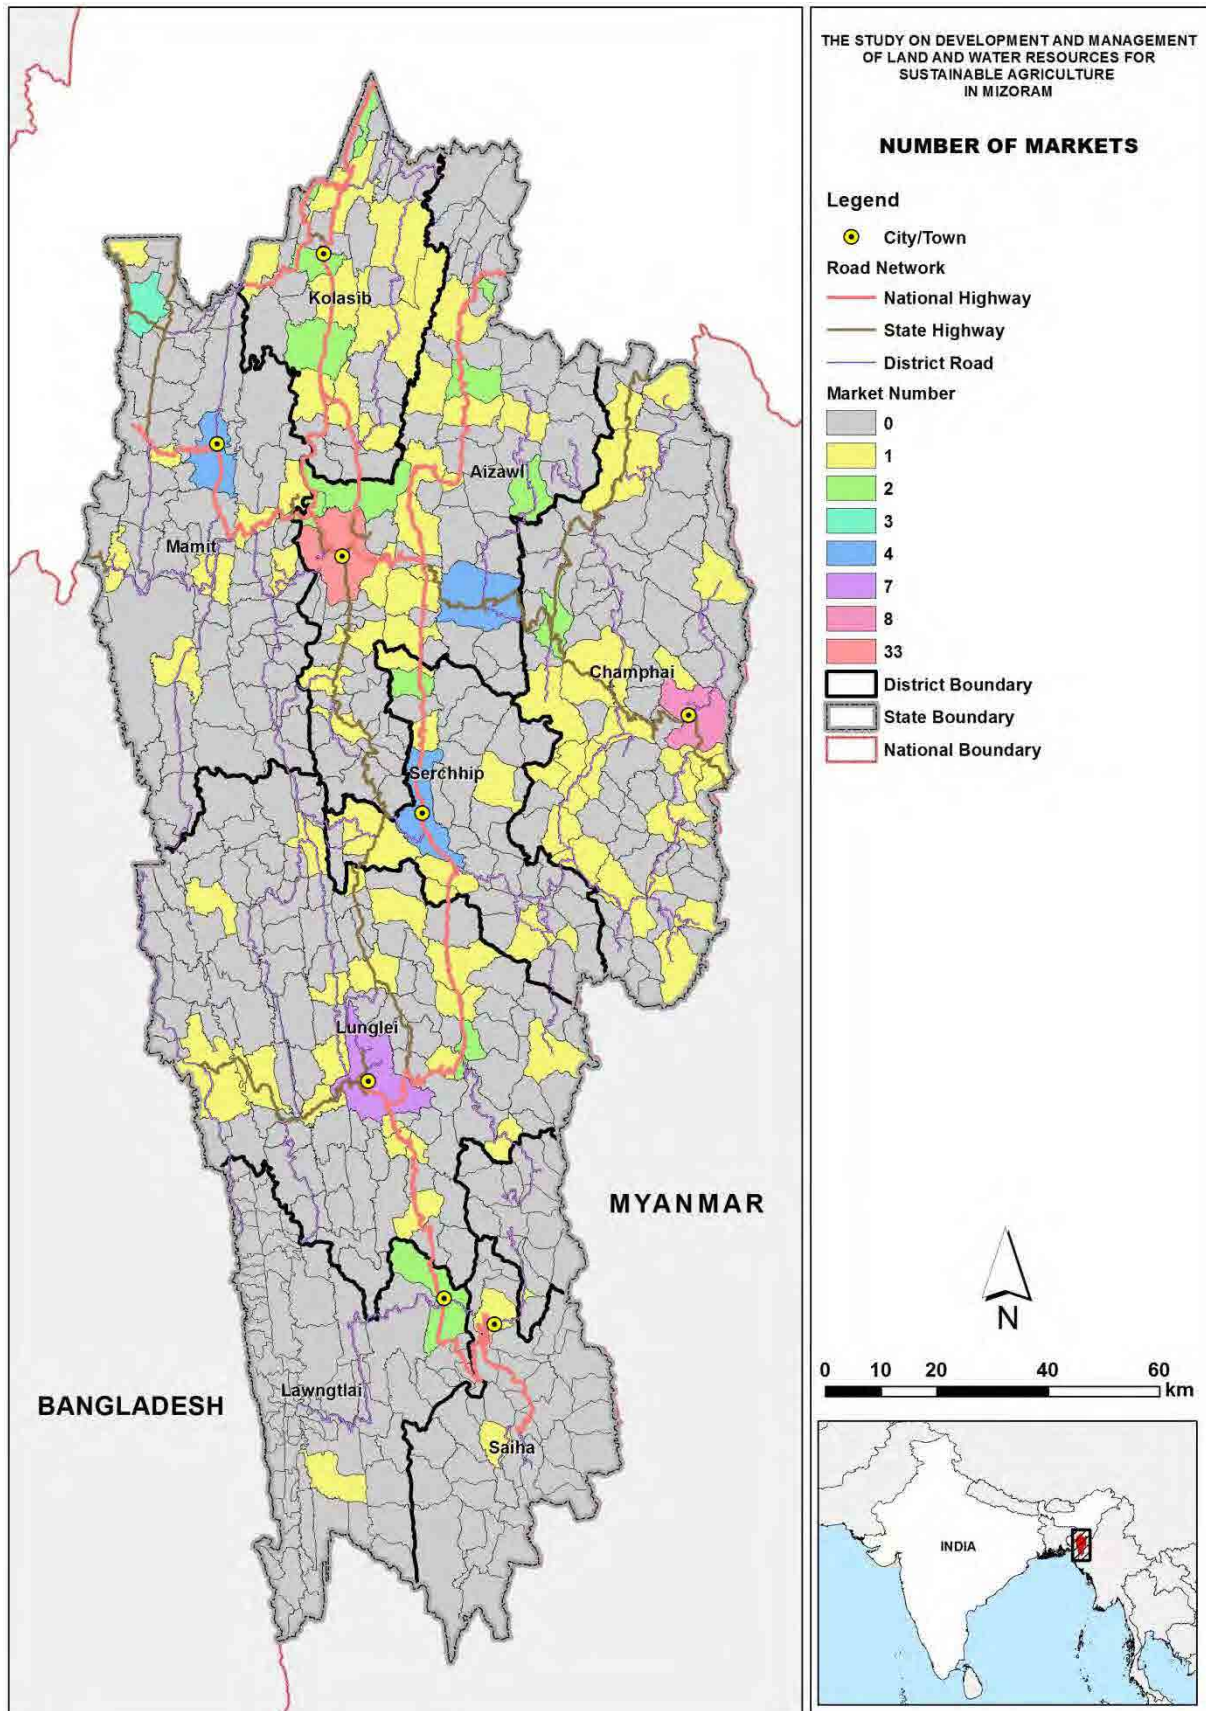 THE STUDY ON DEVELOPMENT AND MANAGEMENT
OF LAND AND WATER RESOURCES FOR
SUSTAINABLE AGRICULTURE
IN MIZORAM
NUMBER OF MARKETS
Legend
City/Town
Road Network
National Highway
State Highway
District Road
Market Number
0
1
2
3
4
7
8
33
District Boundary
State Boundary
National Boundary
Kolasib
Aizawl
Mamit
Champhai
Serchhip
Lunglei
MYANMAR
Lawngtlai
BANGLADESH
Saiha
N
0 10 20 40 60
km
INDIA